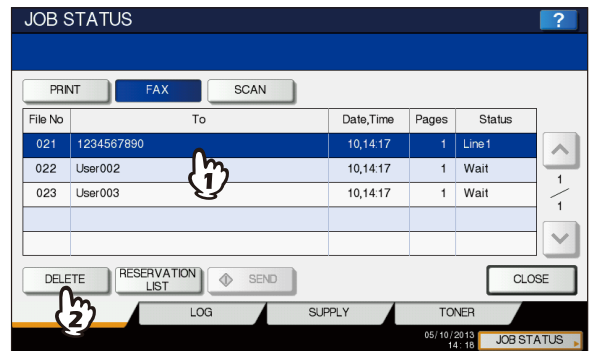 JOB STATUS ?
PRINT FAX SCAN
File No To Date,Time Pages Status
021 1234567890 10,14:17 1 Line1
022 User002 10,14:17 1 Wait
023 User003 10,14:17 1 Wait
1
1
1
DELETE RESERVATION LIST SEND CLOSE
2
LOG SUPPLY TONER
05/10/2013
14:18
JOB STATUS